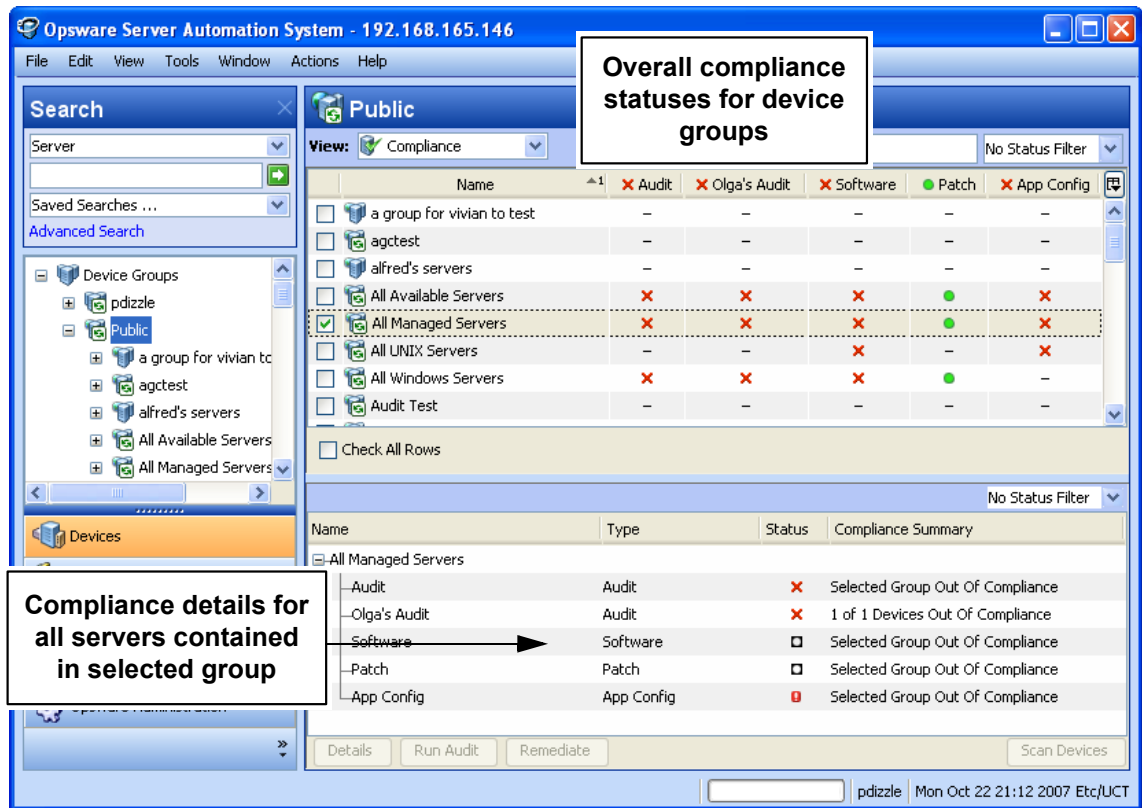 Opsware Server Automation System - 192.168.165.146
File Edit View Tools Window Actions Help
Overall compliance
statuses for device
groups
Search
Server
Saved Searches ...
Advanced Search
Device Groups
pdizzle
Public
a group for vivian to
agctest
alfred's servers
All Available Servers
All Managed Servers
Devices
Compliance details for
all servers contained
in selected group
»
Public
View: Compliance No Status Filter
Name 1 Audit Olga's Audit Software Patch App Config
a group for vivian to test – – – – –
agctest – – – – –
alfred's servers – – – – –
All Available Servers
All Managed Servers
All UNIX Servers – – –
All Windows Servers –
Audit Test – – – – –
Check All Rows
No Status Filter
Name Type Status Compliance Summary
All Managed Servers
Audit Audit Selected Group Out Of Compliance
Olga's Audit Audit 1 of 1 Devices Out Of Compliance
Software Software Selected Group Out Of Compliance
Patch Patch Selected Group Out Of Compliance
App Config App Config Selected Group Out Of Compliance
Details Run Audit Remediate Scan Devices
pdizzle Mon Oct 22 21:12 2007 Etc/UCT